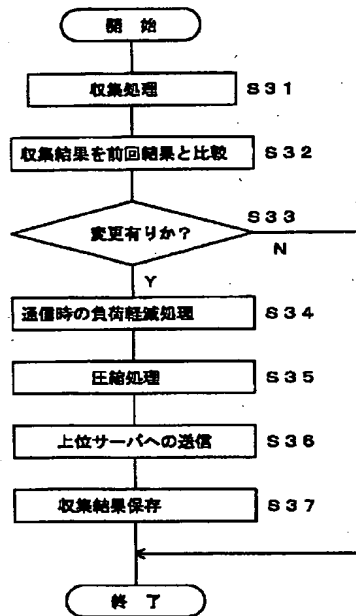 開 始
収集処理 S31
収集結果を前回結果と比較 S32
S33
変更有りか?
N
Y
通信時の負荷軽減処理 S34
圧縮処理 S35
上位サーバへの送信 S36
収集結果保存 S37
終 了